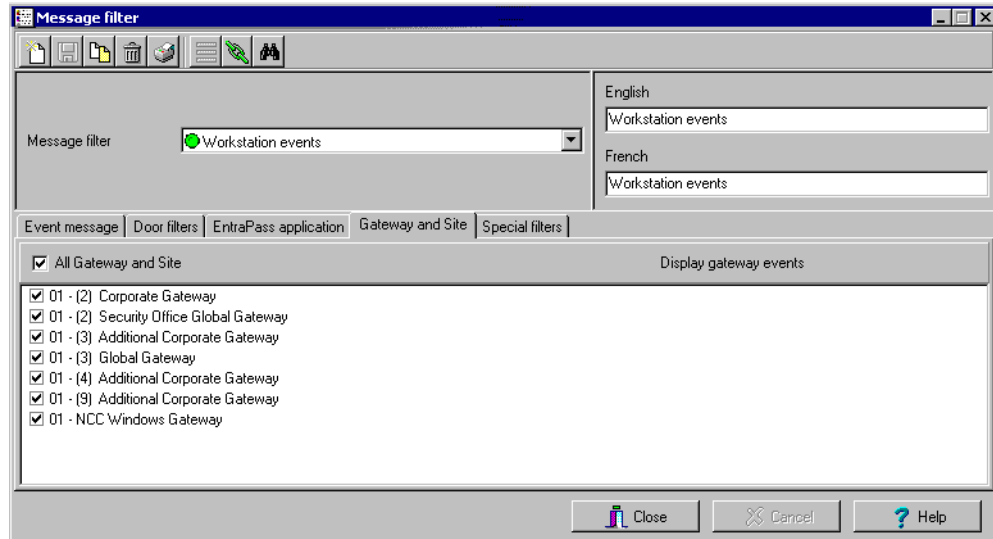 Message filter
English
Workstation events
Message filter
Workstation events
French
Workstation events
Event message
Door filters
EntraPass application
Gateway and Site
Special filters
All Gateway and Site
Display gateway events
01 - (2) Corporate Gateway
01 - (2) Security Office Global Gateway
01 - (3) Additional Corporate Gateway
01 - (3) Global Gateway
01 - (4) Additional Corporate Gateway
01 - (9) Additional Corporate Gateway
01 - NCC Windows Gateway
Close
Cancel
Help